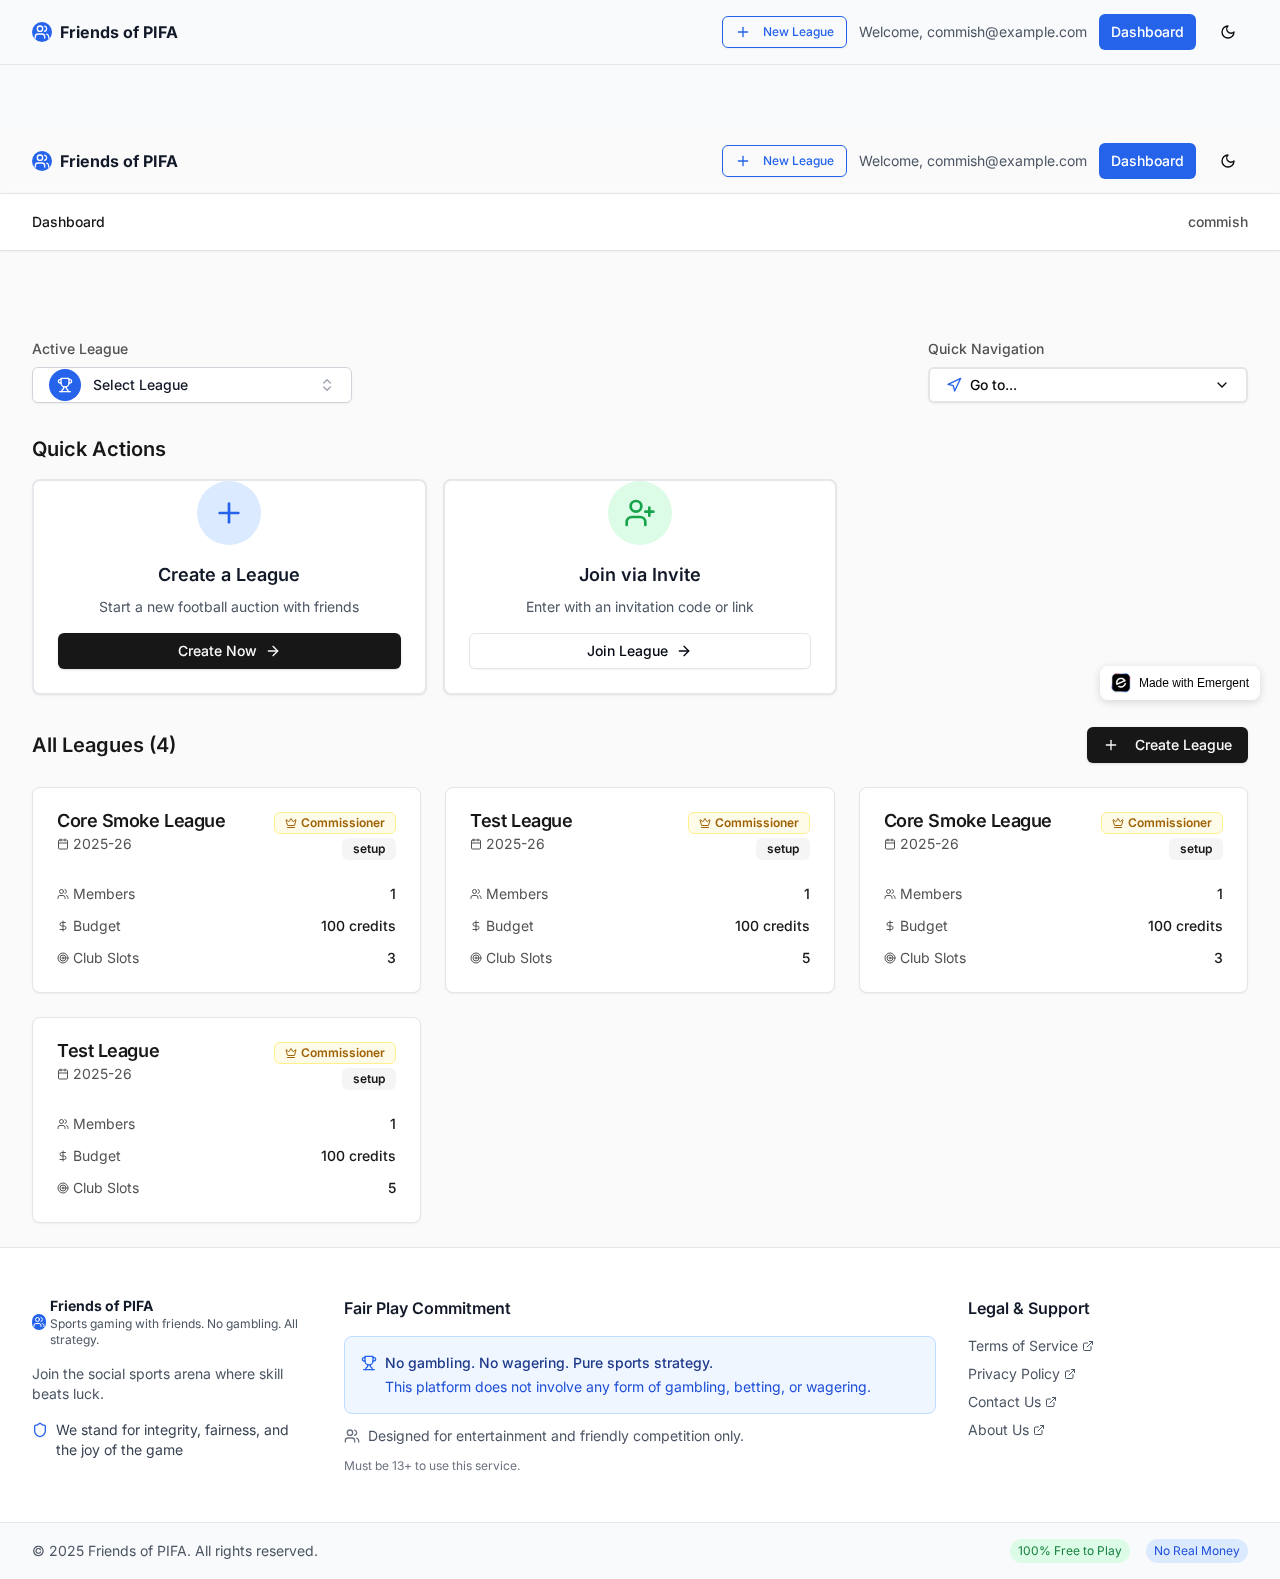 Friends of PIFA
New League
Welcome, commish@example.com
Dashboard
Friends of PIFA
New League
Welcome, commish@example.com
Dashboard
Dashboard
commish
Active League
Quick Navigation
Select League
Go to...
Quick Actions
Create a League
Start a new football auction with friends
Create Now
Join via Invite
Enter with an invitation code or link
Join League
Made with Emergent
All Leagues (4)
Create League
Core Smoke League
Commissioner
2025-26
setup
Members 1
Budget 100 credits
Club Slots 3
Test League
Commissioner
2025-26
setup
Members 1
Budget 100 credits
Club Slots 5
Core Smoke League
Commissioner
2025-26
setup
Members 1
Budget 100 credits
Club Slots 3
Test League
Commissioner
2025-26
setup
Members 1
Budget 100 credits
Club Slots 5
Friends of PIFA
Sports gaming with friends. No gambling. All
strategy.
Join the social sports arena where skill
beats luck.
We stand for integrity, fairness, and
the joy of the game
Fair Play Commitment
No gambling. No wagering. Pure sports strategy.
This platform does not involve any form of gambling, betting, or wagering.
Designed for entertainment and friendly competition only.
Must be 13+ to use this service.
Legal & Support
Terms of Service
Privacy Policy
Contact Us
About Us
© 2025 Friends of PIFA. All rights reserved.
100% Free to Play
No Real Money